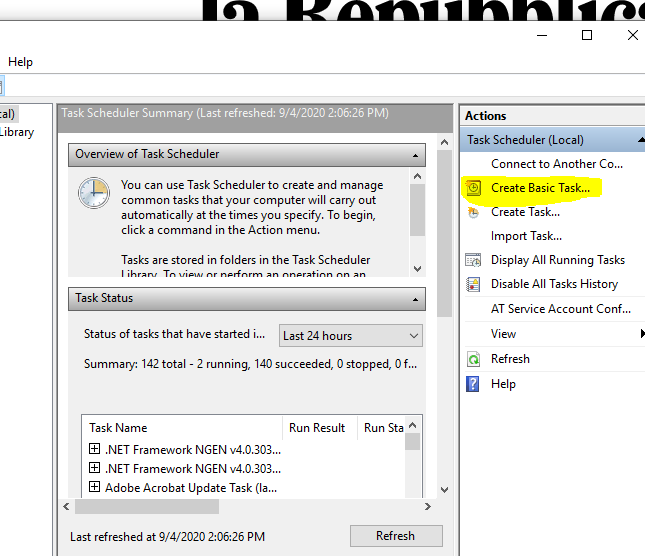 la Repubblica
Help
cal)
Library
Task Scheduler Summary (Last refreshed: 9/4/2020 2:06:26 PM)
Overview of Task Scheduler
You can use Task Scheduler to create and manage
common tasks that your computer will carry out
automatically at the times you specify. To begin,
click a command in the Action menu.
Tasks are stored in folders in the Task Scheduler
Library. To view or perform an operation on an
Task Status
Status of tasks that have started i...
Last 24 hours
Summary: 142 total - 2 running, 140 succeeded, 0 stopped, 0 f...
Task Name
Run Result
Run Sta
.NET Framework NGEN v4.0.303...
.NET Framework NGEN v4.0.303...
Adobe Acrobat Update Task (la...
Last refreshed at 9/4/2020 2:06:26 PM
Refresh
Actions
Task Scheduler (Local)
Connect to Another Co...
Create Basic Task...
Create Task...
Import Task...
Display All Running Tasks
Disable All Tasks History
AT Service Account Conf...
View
Refresh
Help